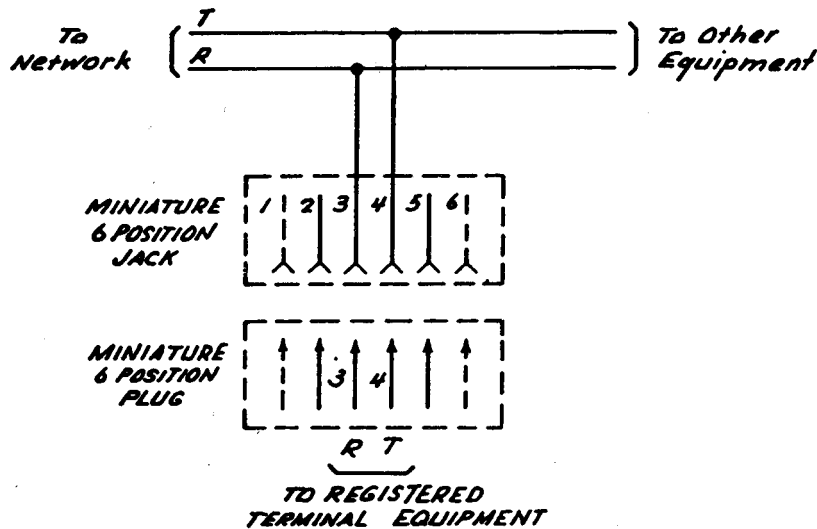 T
To
Network
R
To Other
Equipment
MINIATURE
6 POSITION
JACK
1 2 3 4 5 6
MINIATURE
6 POSITION
PLUG
3 4
R T
TO REGISTERED
TERMINAL EQUIPMENT